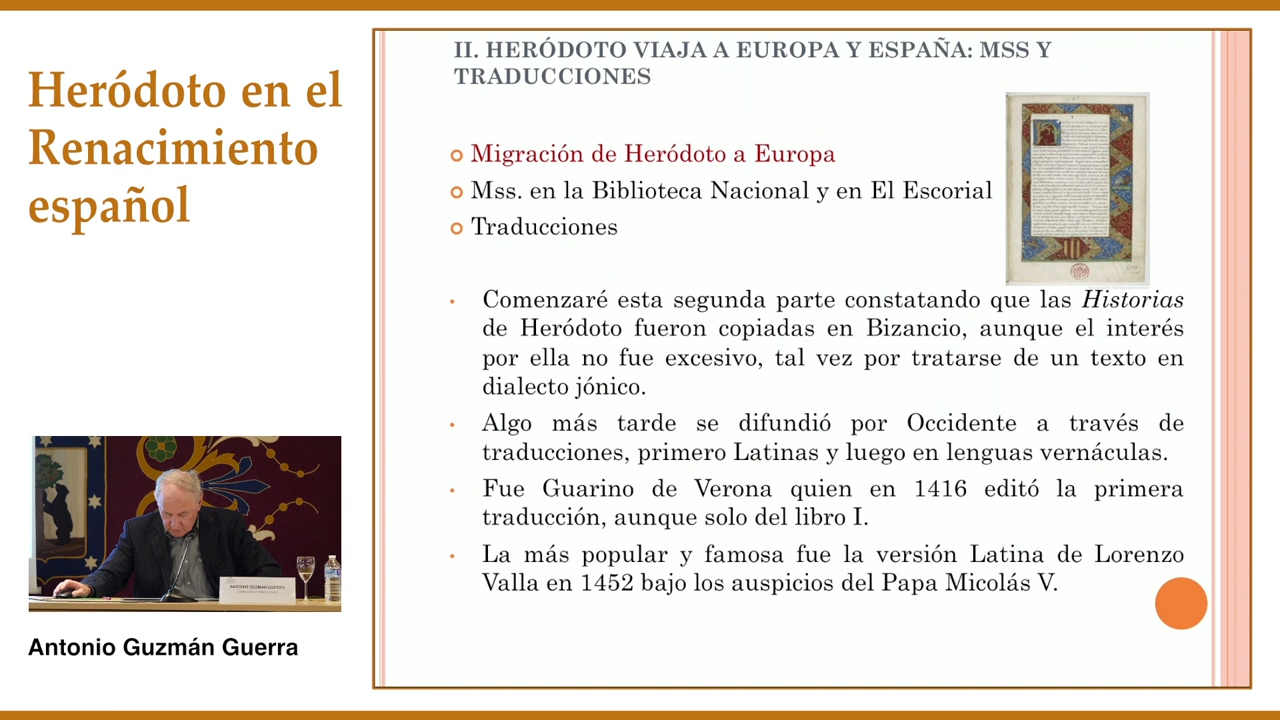 Heródoto en el
Renacimiento
español
Antonio Guzmán Guerra
ANTONIO GUZMÁN GUERRA
II. HERÓDOTO VIAJA A EUROPA Y ESPAÑA: MSS Y
TRADUCCIONES
Migración de Heródoto a Europa
Mss. en la Biblioteca Nacional y en El Escorial
Traducciones
Comenzaré esta segunda parte constatando que las Historias
de Heródoto fueron copiadas en Bizancio, aunque el interés
por ella no fue excesivo, tal vez por tratarse de un texto en
dialecto jónico.
Algo más tarde se difundió por Occidente a través de
traducciones, primero Latinas y luego en lenguas vernáculas.
Fue Guarino de Verona quien en 1416 editó la primera
traducción, aunque solo del libro I.
La más popular y famosa fue la versión Latina de Lorenzo
Valla en 1452 bajo los auspicios del Papa Micolás V.